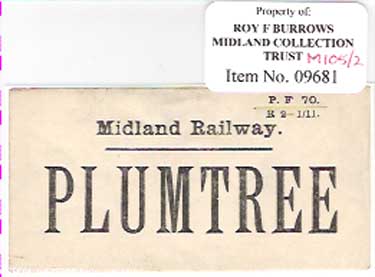 Property of:
ROY F BURROWS
MIDLAND COLLECTION
TRUST M105/2
Item No. 09681
P. F 70.
R 2-1/11.
Midland Railway.
PLUMTREE